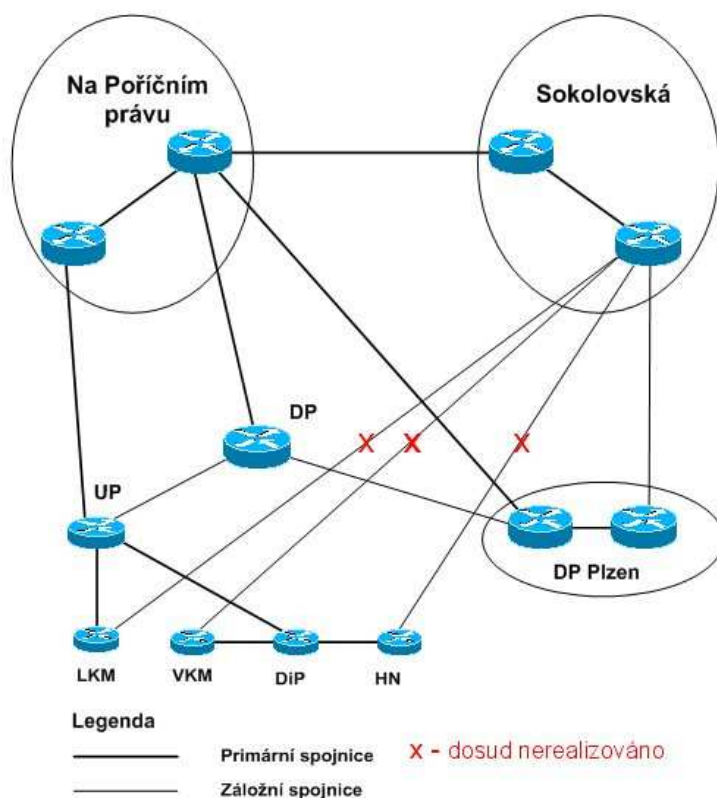 Na Poříčním
právu
Sokolovská
DP
UP
DP Plzen
LKM
VKM
DiP
HN
Legenda
Primární spojnice
x - dosud nerealizováno
Záložní spojnice